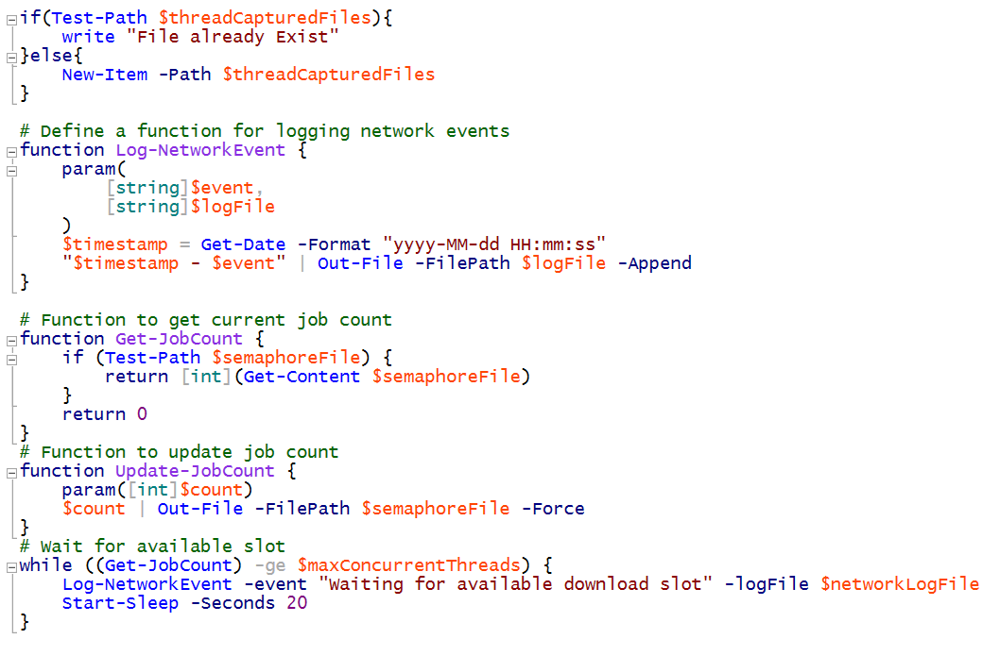 if(Test-Path $threadCapturedFiles){
    write "File already Exist"
}else{
    New-Item -Path $threadCapturedFiles
}

# Define a function for logging network events
function Log-NetworkEvent {
    param(
        [string]$event,
        [string]$logFile
    )
    $timestamp = Get-Date -Format "yyyy-MM-dd HH:mm:ss"
    "$timestamp - $event" | Out-File -FilePath $logFile -Append
}

# Function to get current job count
function Get-JobCount {
    if (Test-Path $semaphoreFile) {
        return [int](Get-Content $semaphoreFile)
    }
    return 0
}
# Function to update job count
function Update-JobCount {
    param([int]$count)
    $count | Out-File -FilePath $semaphoreFile -Force
}
# Wait for available slot
while ((Get-JobCount) -ge $maxConcurrentThreads) {
    Log-NetworkEvent -event "Waiting for available download slot" -logFile $networkLogFile
    Start-Sleep -Seconds 20
}